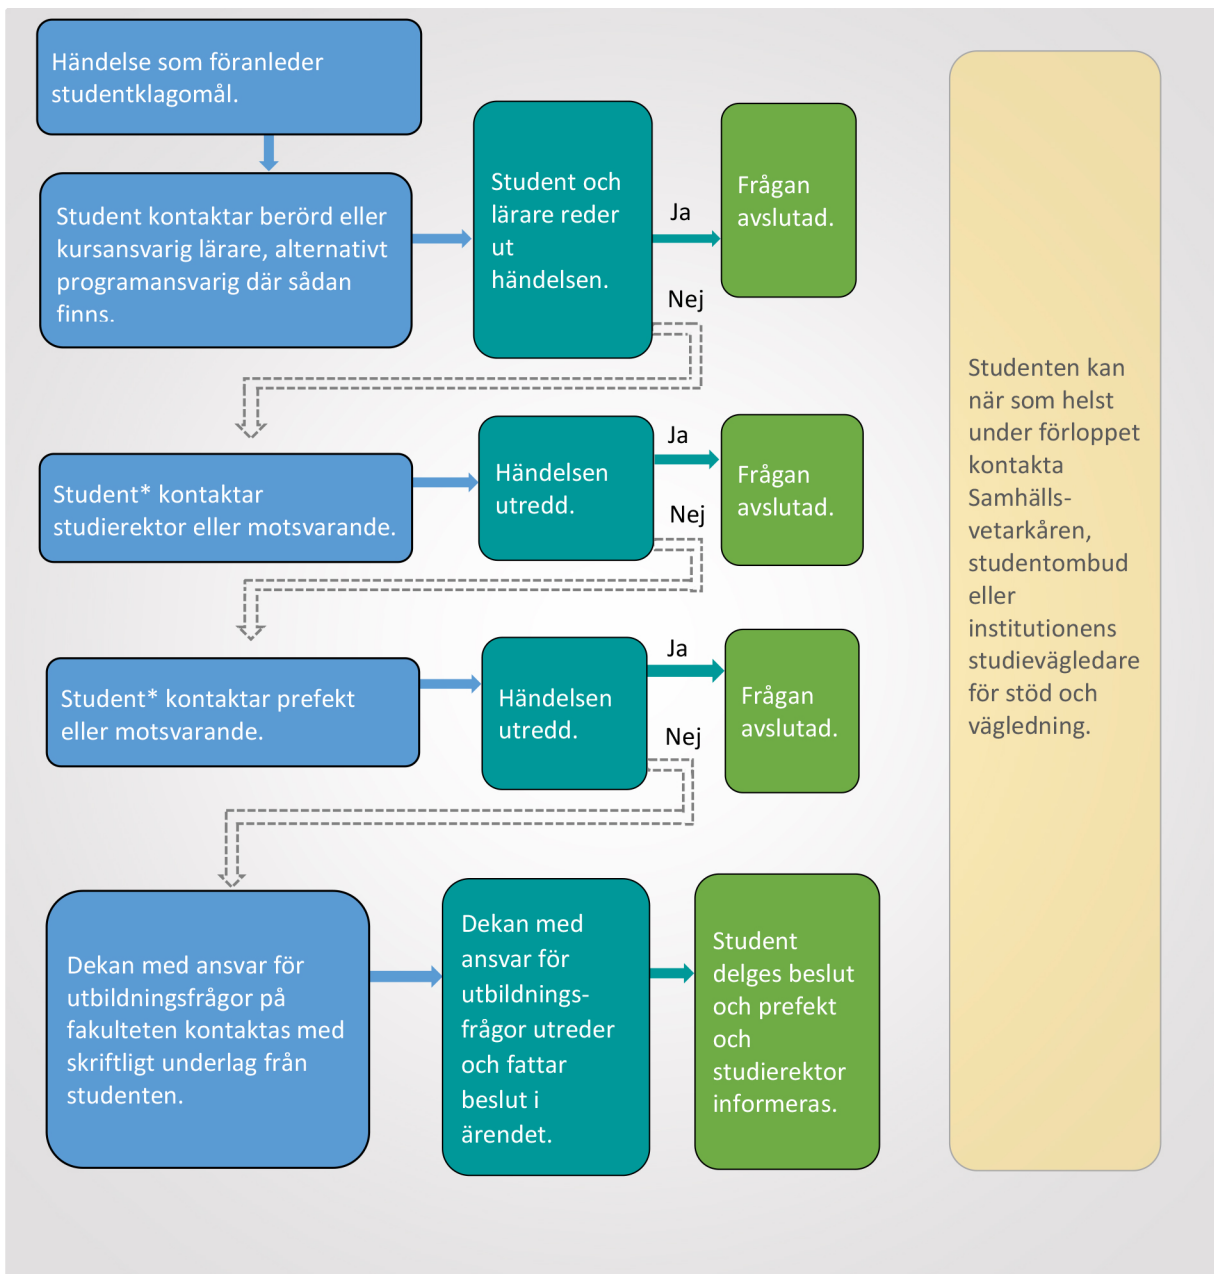 Händelse som föranleder
studentklagomål.
Student kontaktar berörd eller
kursansvarig lärare, alternativt
programansvarig där sådan
finns.
Student och
lärare reder
ut
händelsen.
Ja
Nej
Frågan
avslutad.
Student* kontaktar
studierektor eller motsvarande.
Händelsen
utredd.
Ja
Nej
Frågan
avslutad.
Student* kontaktar prefekt
eller motsvarande.
Händelsen
utredd.
Ja
Nej
Frågan
avslutad.
Dekan med ansvar för
utbildningsfrågor på
fakulteten kontaktas med
skriftligt underlag från
studenten.
Dekan med
ansvar för
utbildnings-
frågor utreder
och fattar
beslut i
ärendet.
Student
delges beslut
och prefekt
och
studierektor
informeras.
Studenten kan
när som helst
under förloppet
kontakta
Samhälls-
vetarkåren,
studentombud
eller
institutionens
studievägledare
för stöd och
vägledning.